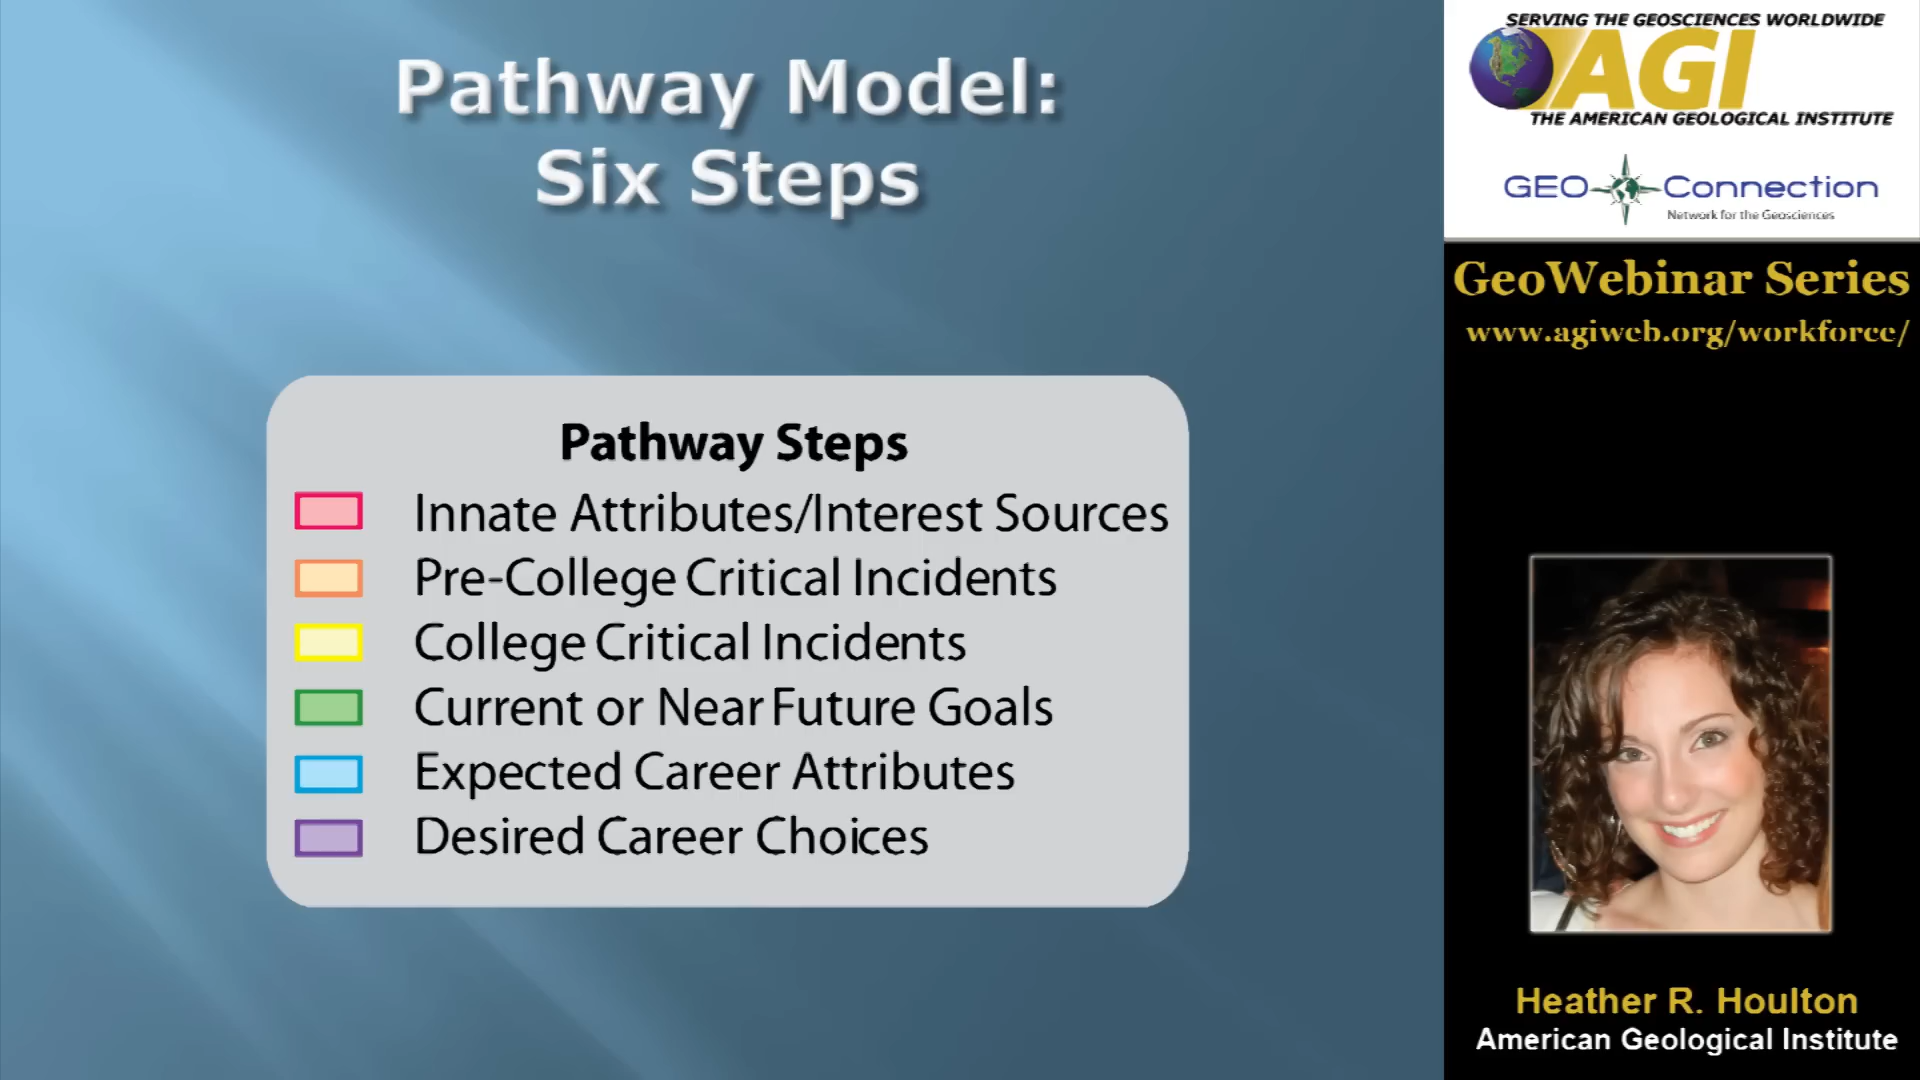 Pathway Model:
Six Steps
Pathway Steps
Innate Attributes/Interest Sources
Pre-College Critical Incidents
College Critical Incidents
Current or Near Future Goals
Expected Career Attributes
Desired Career Choices
SERVING THE GEOSCIENCES WORLDWIDE
AGI
THE AMERICAN GEOLOGICAL INSTITUTE
GEO Connection
Network for the Geosciences
GeoWebinar Series
www.agiweb.org/workforce/
Heather R. Houlton
American Geological Institute